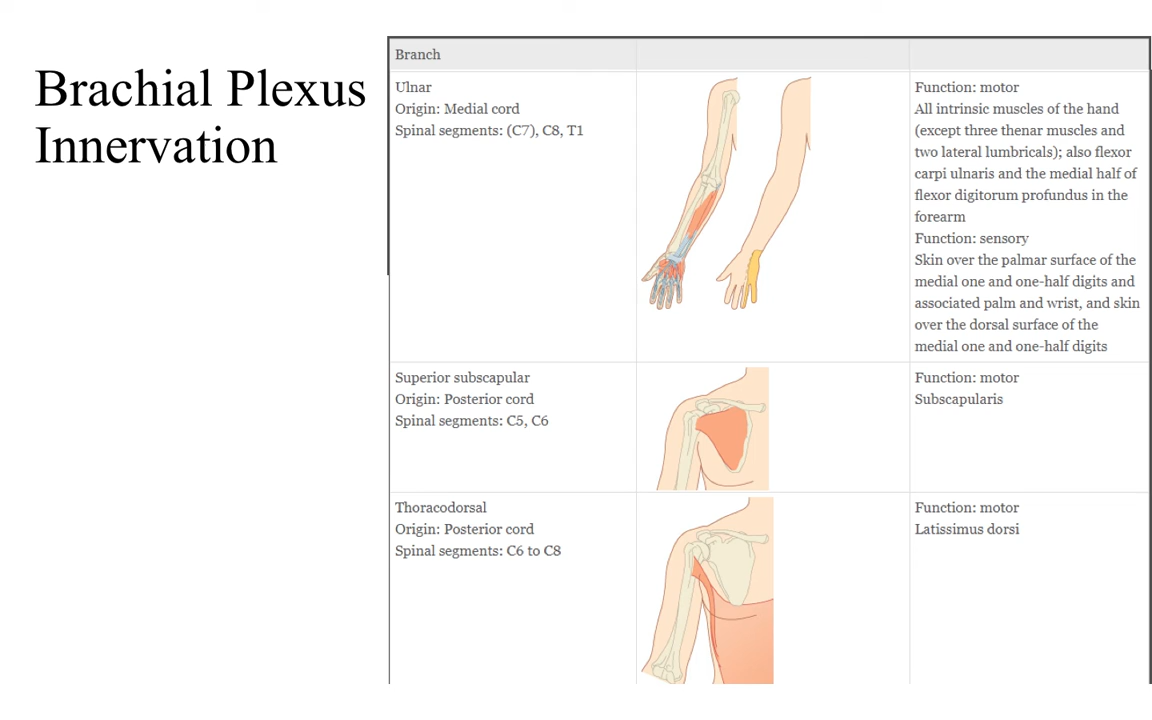 Brachial Plexus
Innervation
Branch
Ulnar
Origin: Medial cord
Spinal segments: (C7), C8, T1
Function: motor
All intrinsic muscles of the hand
(except three thenar muscles and
two lateral lumbricals); also flexor
carpi ulnaris and the medial half of
flexor digitorum profundus in the
forearm
Function: sensory
Skin over the palmar surface of the
medial one and one-half digits and
associated palm and wrist, and skin
over the dorsal surface of the
medial one and one-half digits
Superior subscapular
Origin: Posterior cord
Spinal segments: C5, C6
Function: motor
Subscapularis
Thoracodorsal
Origin: Posterior cord
Spinal segments: C6 to C8
Function: motor
Latissimus dorsi